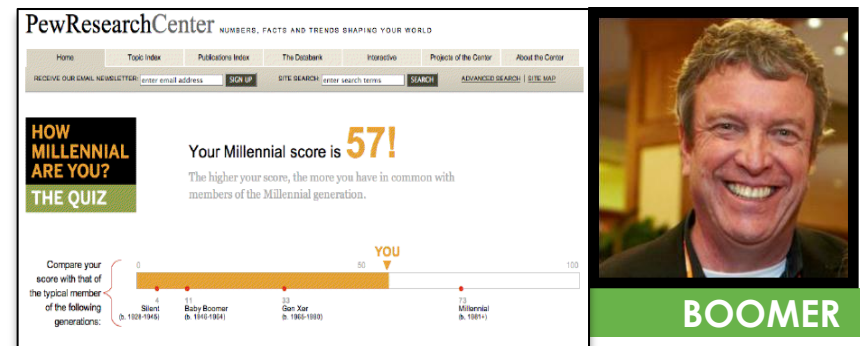 PewResearchCenter NUMBERS, FACTS AND TRENDS SHAPING YOUR WORLD
Home Topic Index Publications Index The Databank Interactive Projects of the Center About the Center
RECEIVE OUR EMAIL NEWSLETTER: enter email address SIGN UP SITE SEARCH: enter search terms SEARCH ADVANCED SEARCH | SITE MAP
HOW
MILLENNIAL
ARE YOU?
THE QUIZ
Your Millennial score is 57!
The higher your score, the more you have in common with
members of the Millennial generation.
YOU
0 50 100
Compare your
score with that of
the typical member
of the following
generations:
4 11 33 73
Silent Baby Boomer Gen Xer Millennial
(b. 1928-1945) (b. 1946-1964) (b. 1965-1980) (b. 1981+)
BOOMER